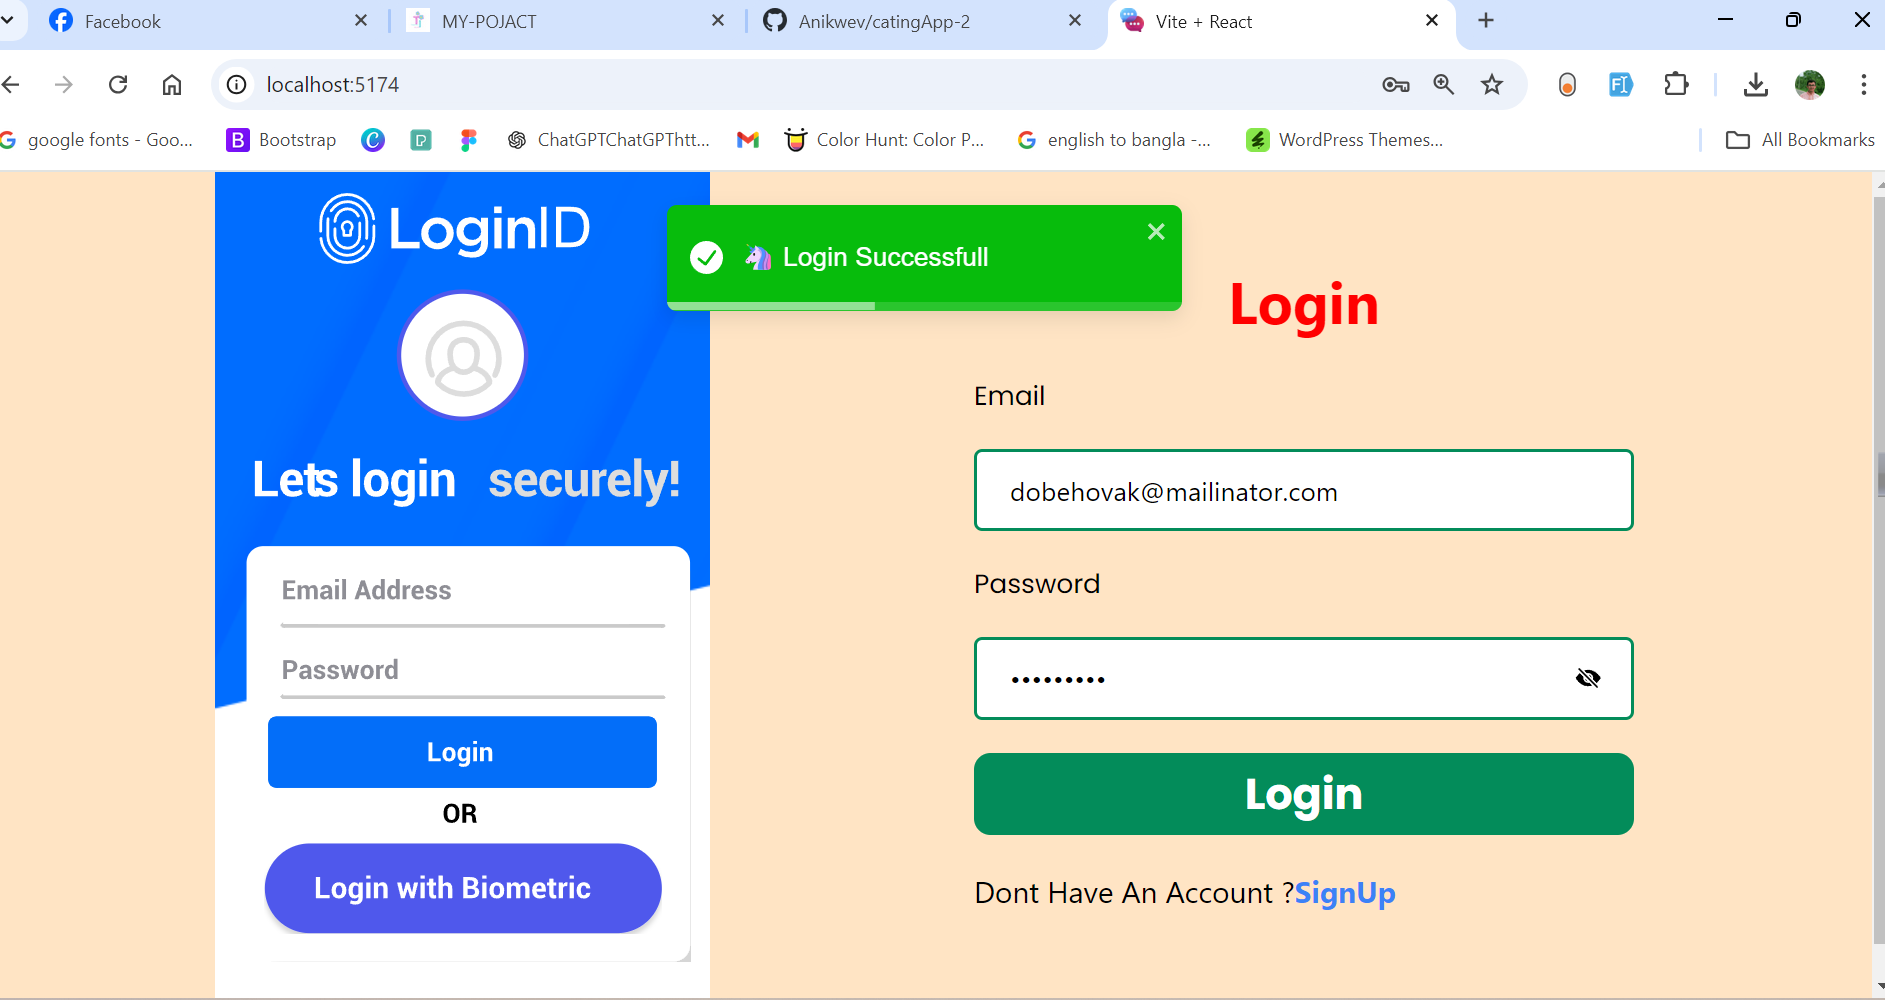 Facebook
MY-POJACT
Anikwev/catingApp-2
Vite + React
localhost:5174
google fonts - Goo...
B Bootstrap
ChatGPTChatGPThtt...
Color Hunt: Color P...
english to bangla -...
WordPress Themes...
All Bookmarks
LoginID
Lets login securely!
Email Address
Password
Login
OR
Login with Biometric
Login Successfull
Login
Email
dobehovak@mailinator.com
Password
Login
Dont Have An Account ?SignUp